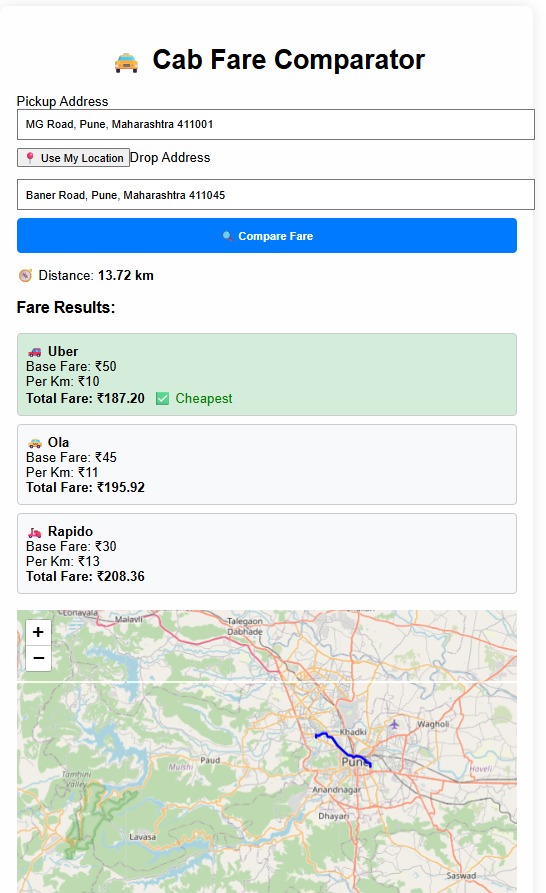 Cab Fare Comparator
Pickup Address
MG Road, Pune, Maharashtra 411001
Use My Location Drop Address
Baner Road, Pune, Maharashtra 411045
Compare Fare
Distance: 13.72 km
Fare Results:
Uber
Base Fare: ₹50
Per Km: ₹10
Total Fare: ₹187.20 ✅ Cheapest
Ola
Base Fare: ₹45
Per Km: ₹11
Total Fare: ₹195.92
Rapido
Base Fare: ₹30
Per Km: ₹13
Total Fare: ₹208.36
+
−
Lonavala
Malavli
Talegaon
Dabhade
Khadki
Wagholi
Paud
Mulshi
Pune
Haveli
Tamhini
Valley
Anandnagar
Dhayari
Lavasa
Saswad